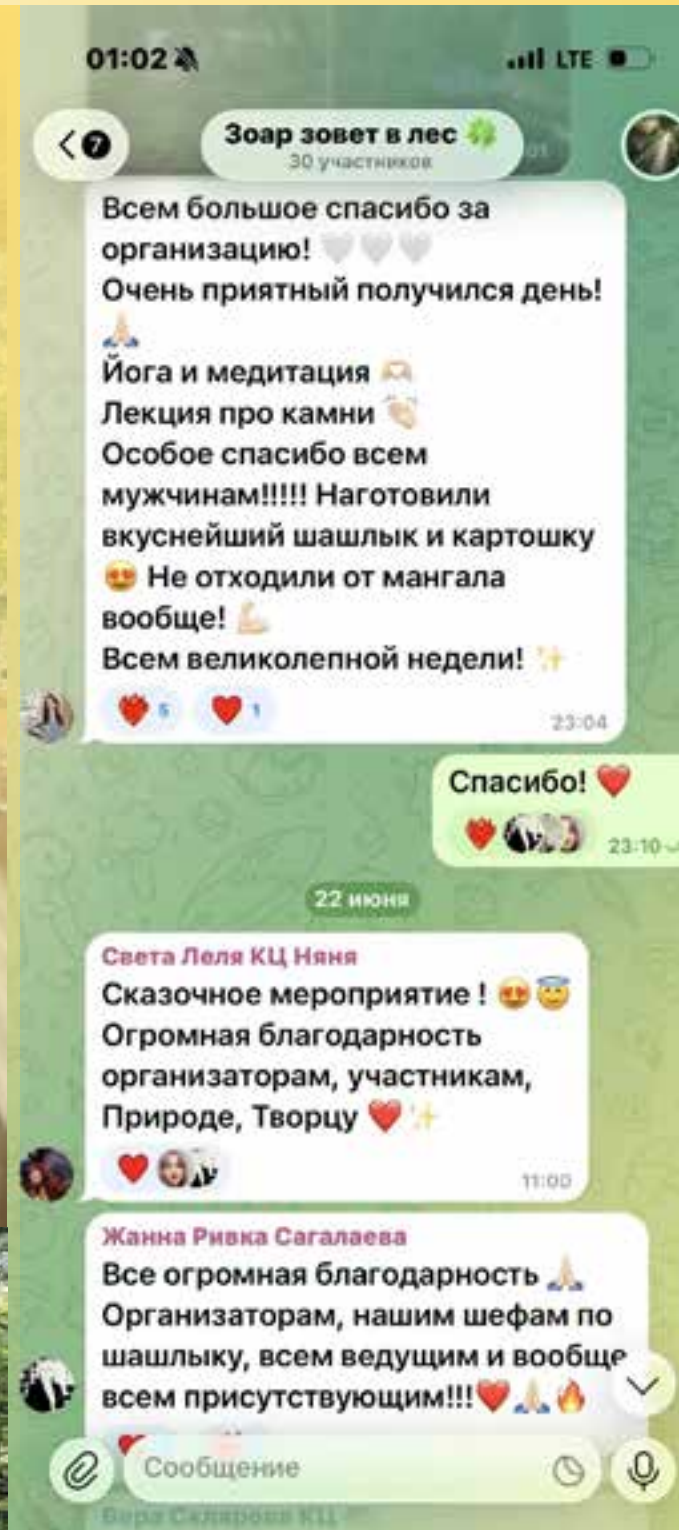 01:02
LTE
7
Зоар зовет в лес
30 участников
Всем большое спасибо за
организацию!
Очень приятный получился день!
Йога и медитация
Лекция про камни
Особое спасибо всем
мужчинам!!!!! Наготовили
вкуснейший шашлык и картошку
Не отходили от мангала
вообще!
Всем великолепной недели!
5
1
23:04
Спасибо!
23:10
22 июня
Света Леля КЦ Няня
Сказочное мероприятие !
Огромная благодарность
организаторам, участникам,
Природе, Творцу
11:00
Жанна Ривка Сагалаева
Все огромная благодарность
Организаторам, нашим шефам по
шашлыку, всем ведущим и вообще
всем присутствующим!!!
Сообщение